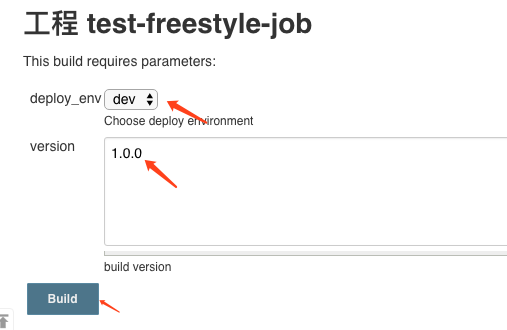 工程 test-freestyle-job
This build requires parameters:
deploy_env dev
Choose deploy environment
version
1.0.0
build version
Build